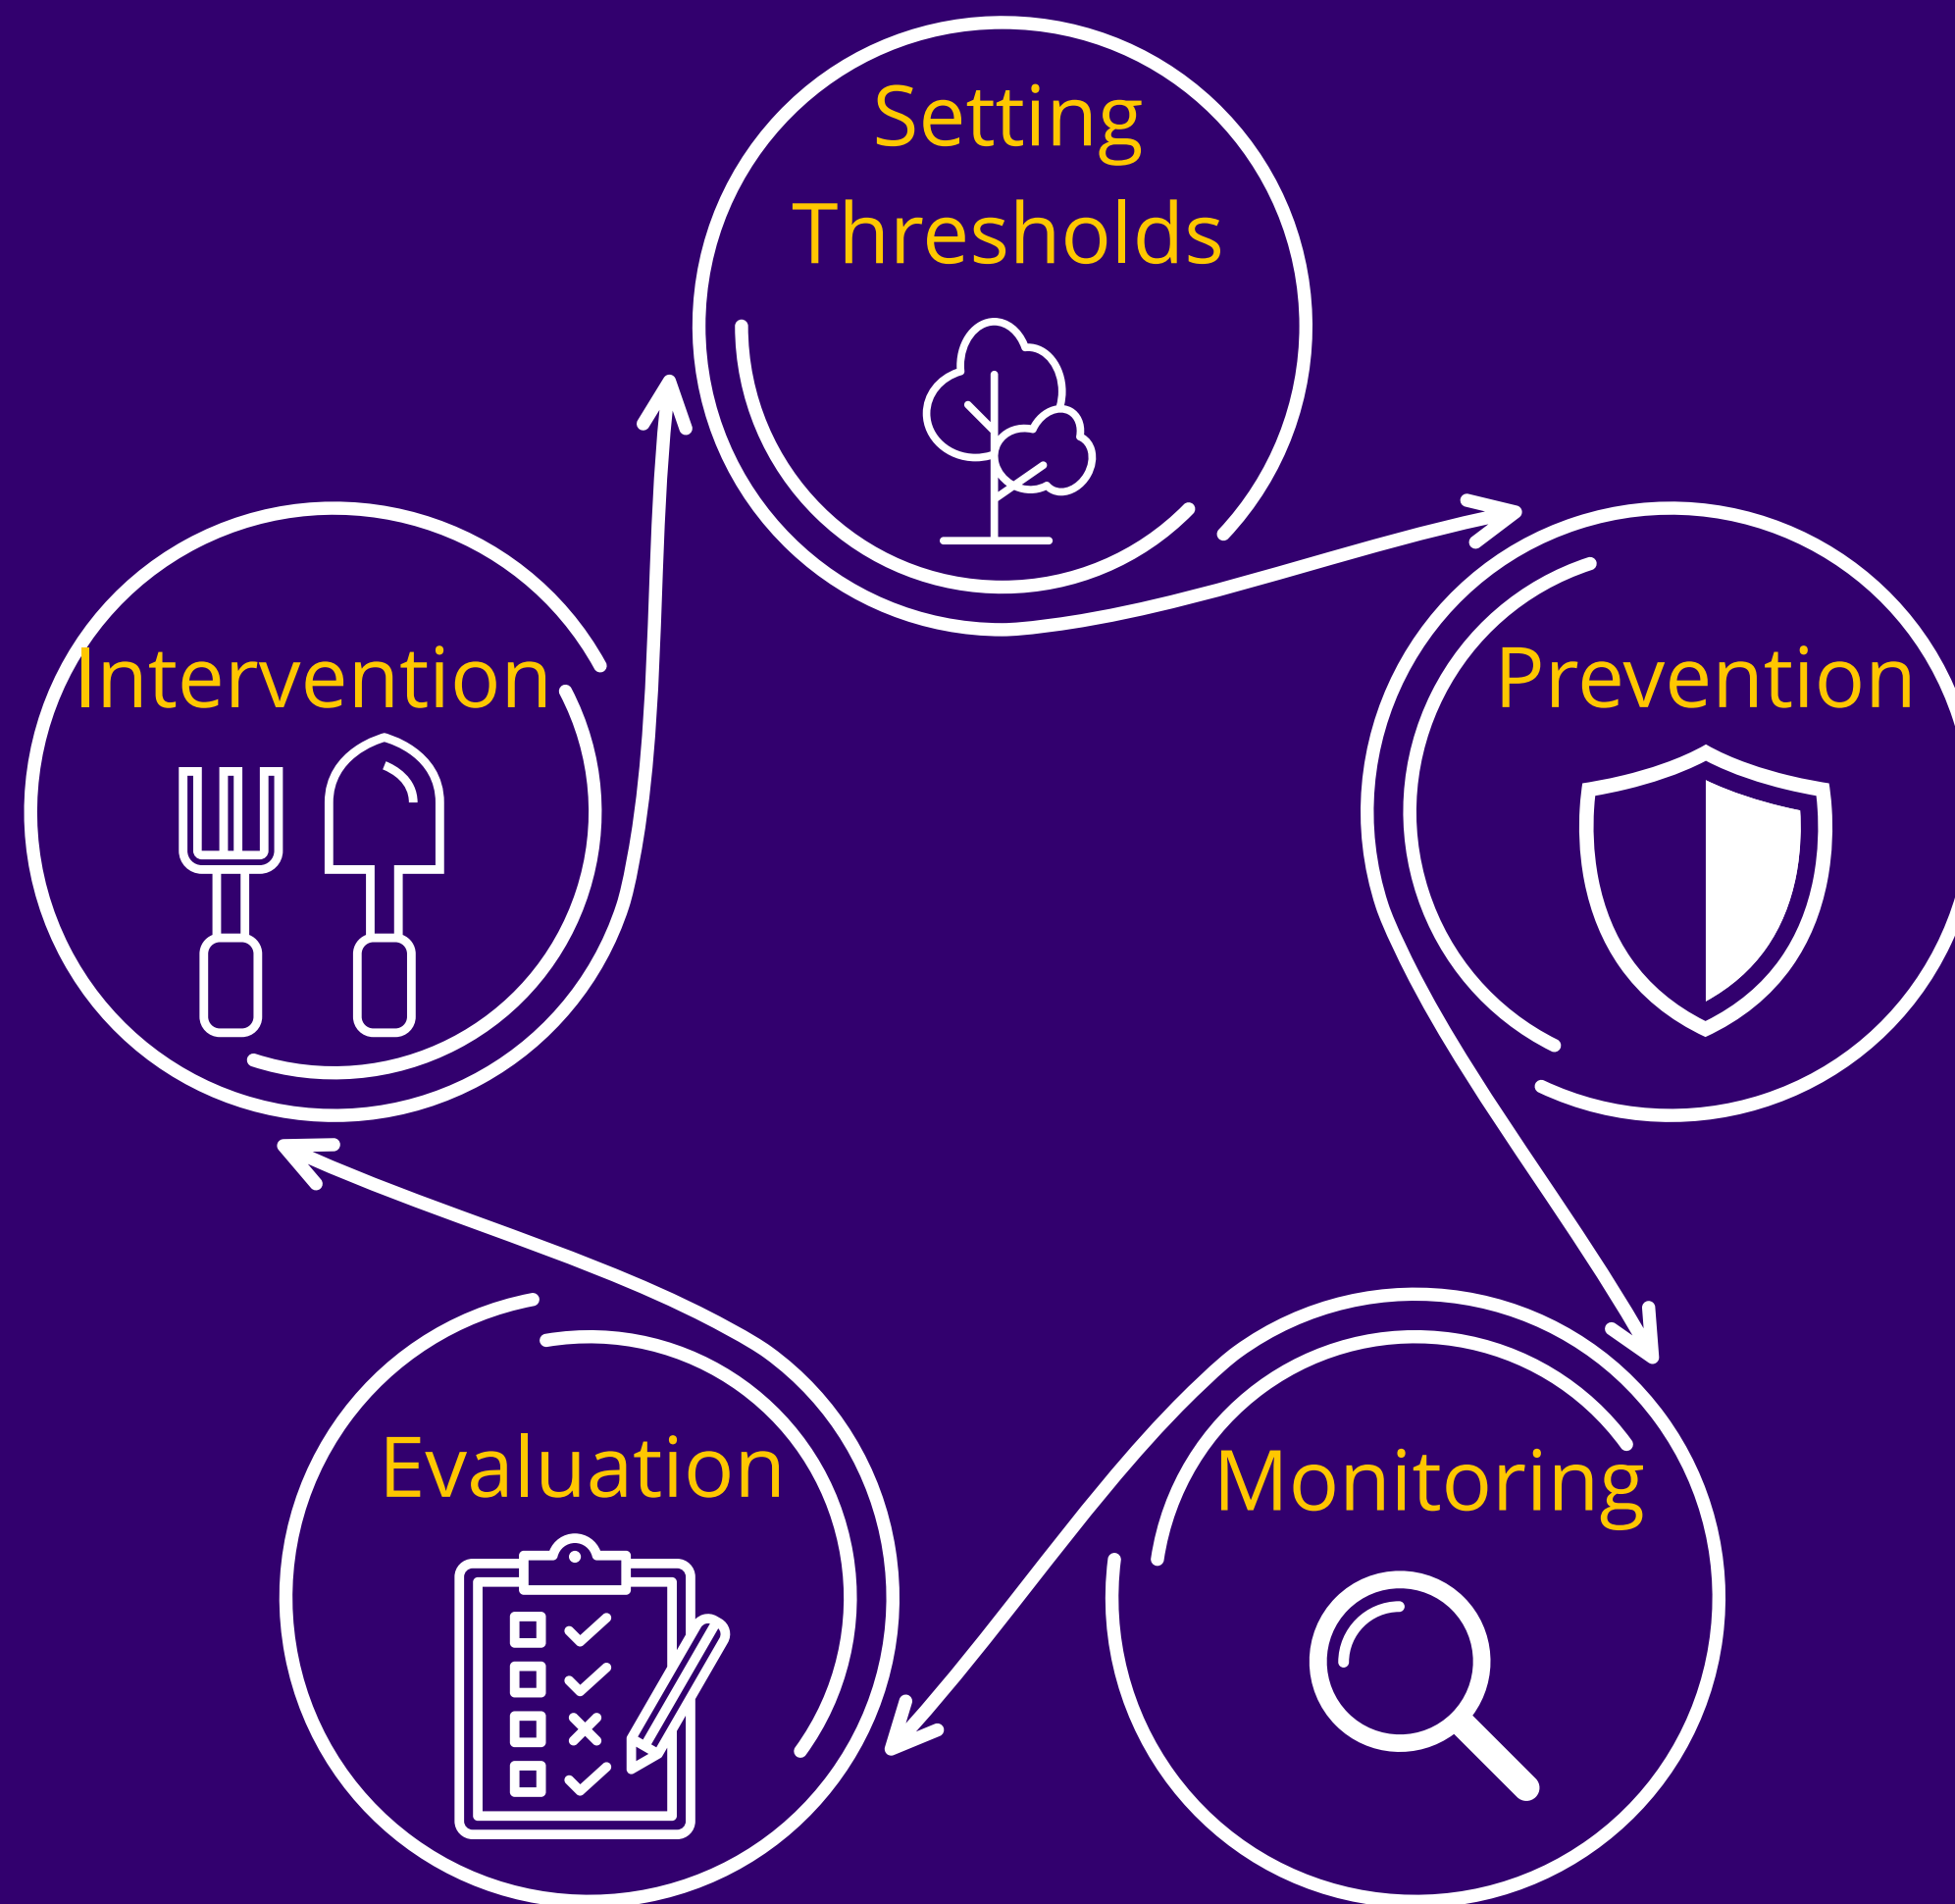 Setting
Thresholds
Intervention
Prevention
Evaluation
Monitoring